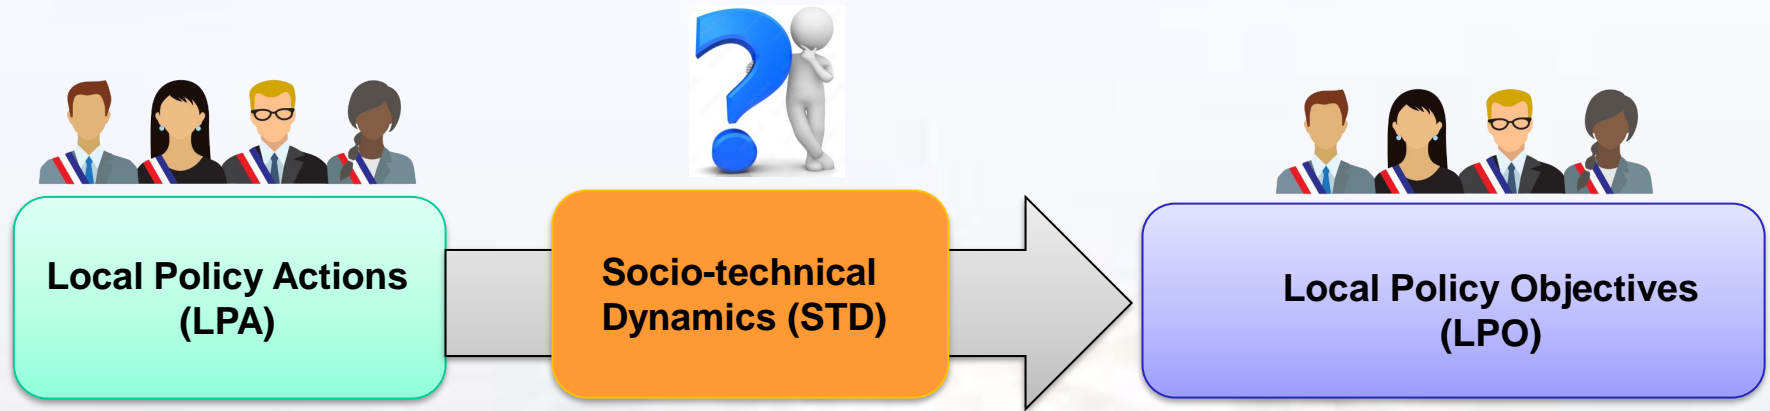 Local Policy Actions
(LPA)
Socio-technical
Dynamics (STD)
Local Policy Objectives
(LPO)